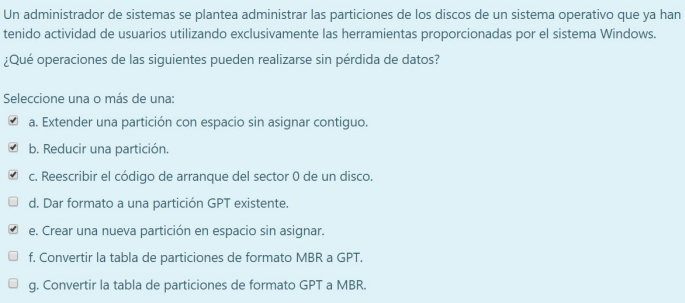 Un administrador de sistemas se plantea administrar las particiones de los discos de un sistema operativo que ya han
tenido actividad de usuarios utilizando exclusivamente las herramientas proporcionadas por el sistema Windows.
¿Qué operaciones de las siguientes pueden realizarse sin pérdida de datos?
Seleccione una o más de una:
a. Extender una partición con espacio sin asignar contiguo.
b. Reducir una partición.
c. Reescribir el código de arranque del sector 0 de un disco.
d. Dar formato a una partición GPT existente.
e. Crear una nueva partición en espacio sin asignar.
f. Convertir la tabla de particiones de formato MBR a GPT.
g. Convertir la tabla de particiones de formato GPT a MBR.